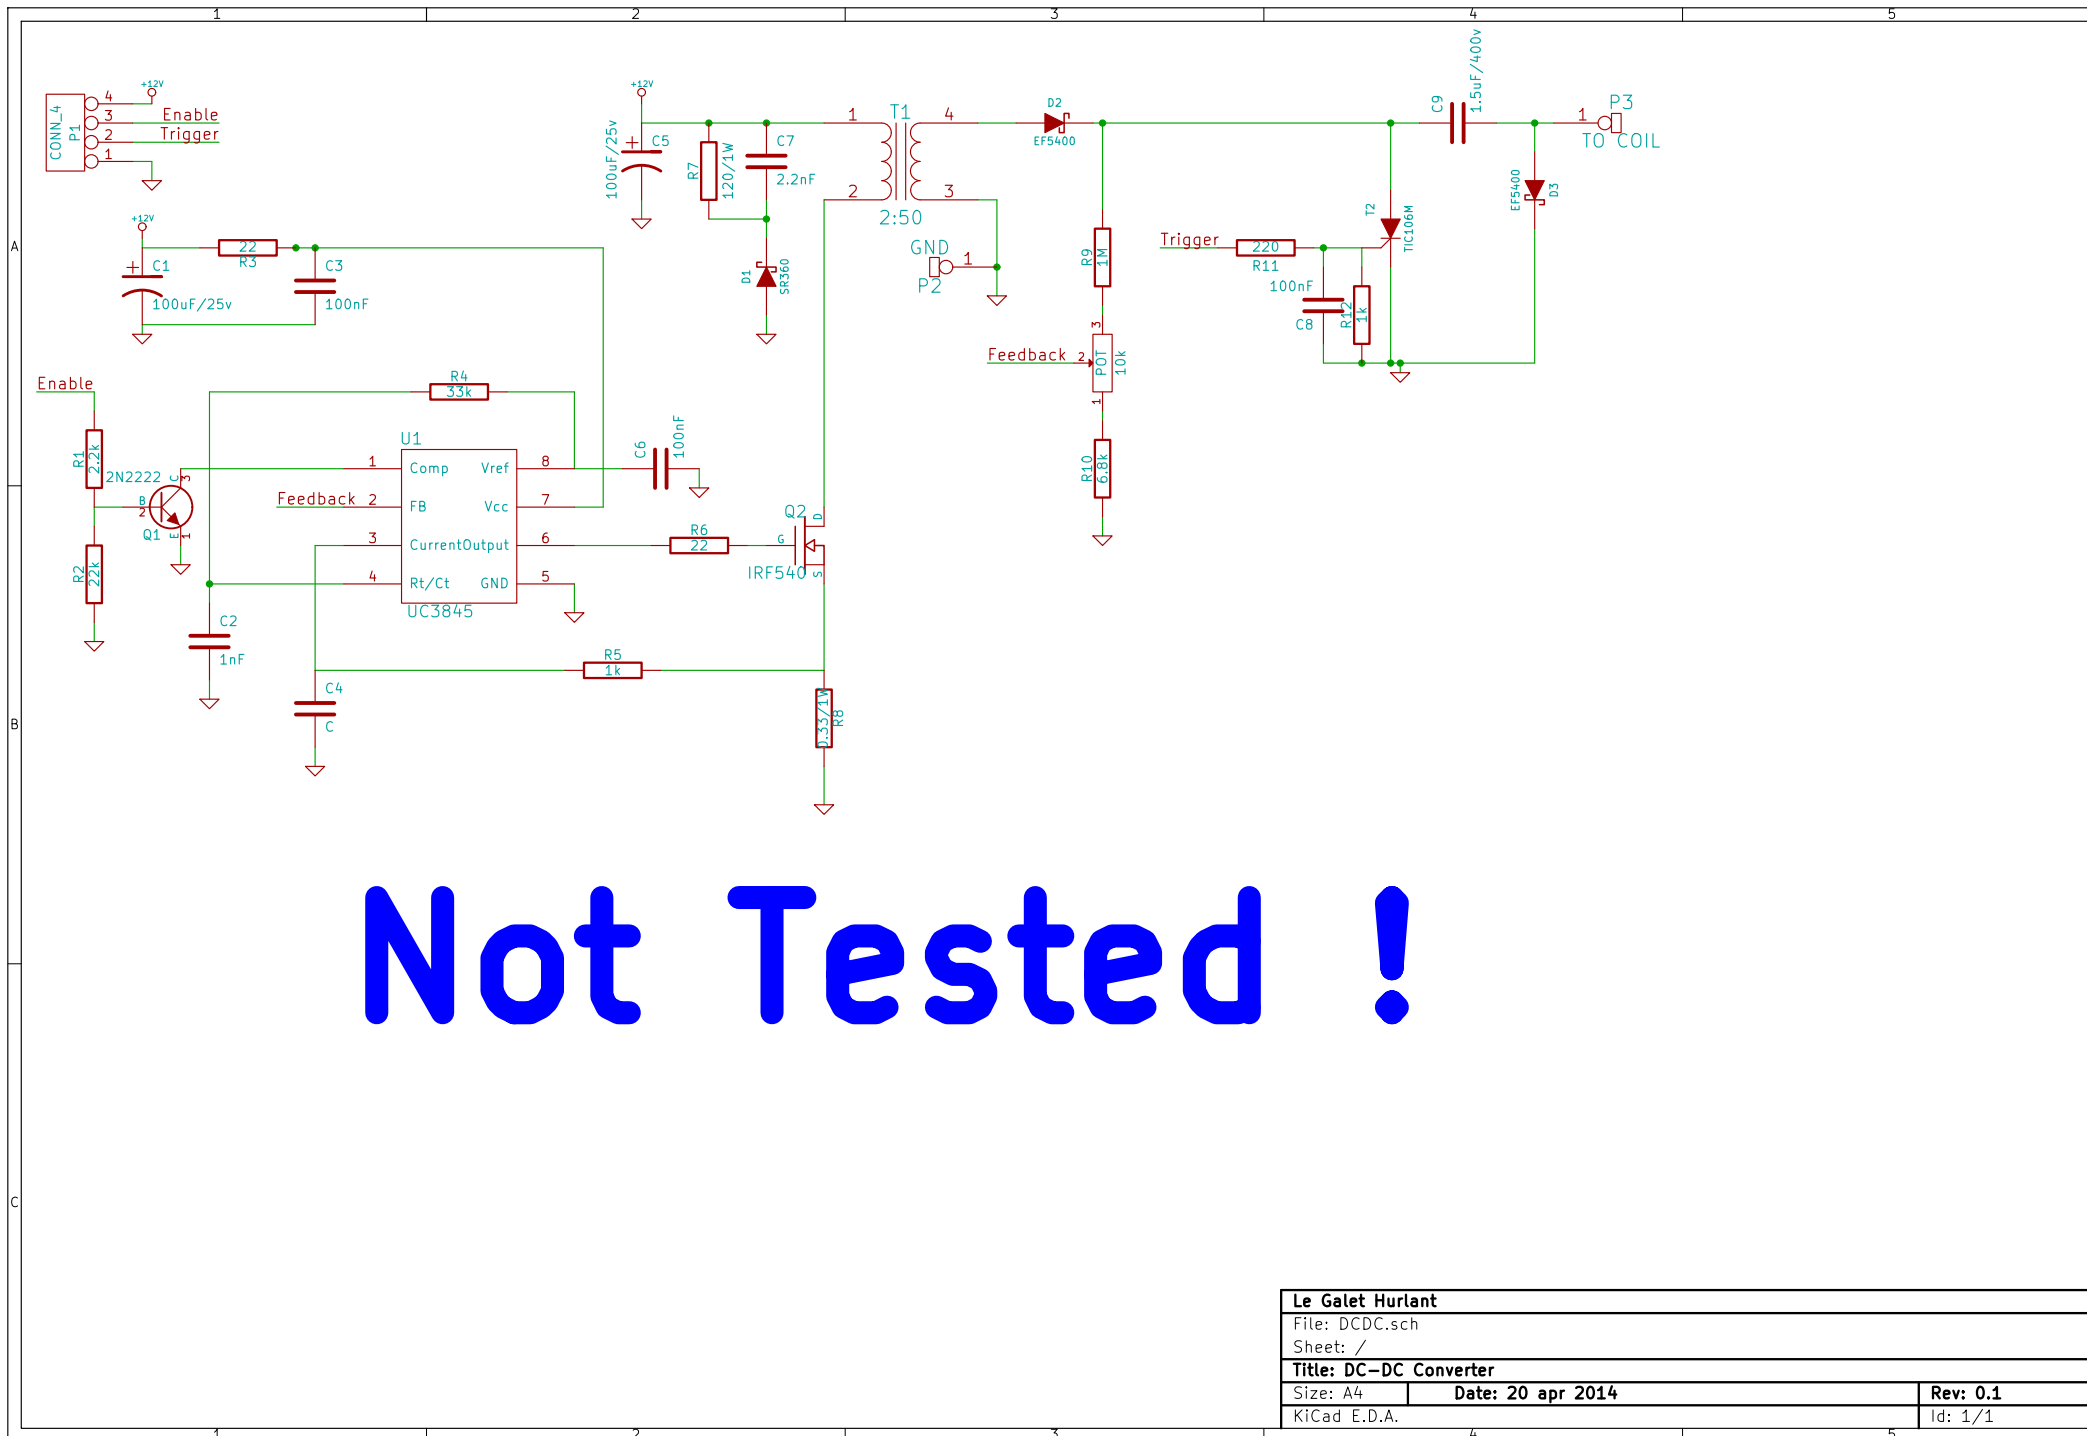 1 2 3 4 5
A
B
C
CONN_4
P1
4
3
2
1
+12V
Enable
Trigger
+12V
C1
100uF/25v
22
R3
C3
100nF
Enable
R1
2.2k
R2
22k
2N2222
B
2
C
3
E
1
Q1
R4
33k
U1
1 Comp Vref 8
Feedback 2 FB Vcc 7
3 CurrentOutput 6
4 Rt/Ct GND 5
UC3845
C2
1nF
C4
C
R5
1k
C6
100nF
R6
22
Q2
G
D
S
IRF540
0.33/1W
R8
+12V
100uF/25v
C5
R7
120/1W
C7
2.2nF
D1
SR360
T1
1
2
4
3
2:50
GND
1
P2
D2
EF5400
R9
1M
Feedback 2
3
POT
10k
1
R10
6.8k
Trigger
220
R11
100nF
C8
R12
1k
T2
TIC106M
C9
1.5uF/400v
EF5400
D3
P3
1
TO COIL
Not Tested !
Le Galet Hurlant
File: DCDC.sch
Sheet: /
Title: DC-DC Converter
Size: A4 Date: 20 apr 2014 Rev: 0.1
KiCad E.D.A. Id: 1/1
1 2 3 4 5